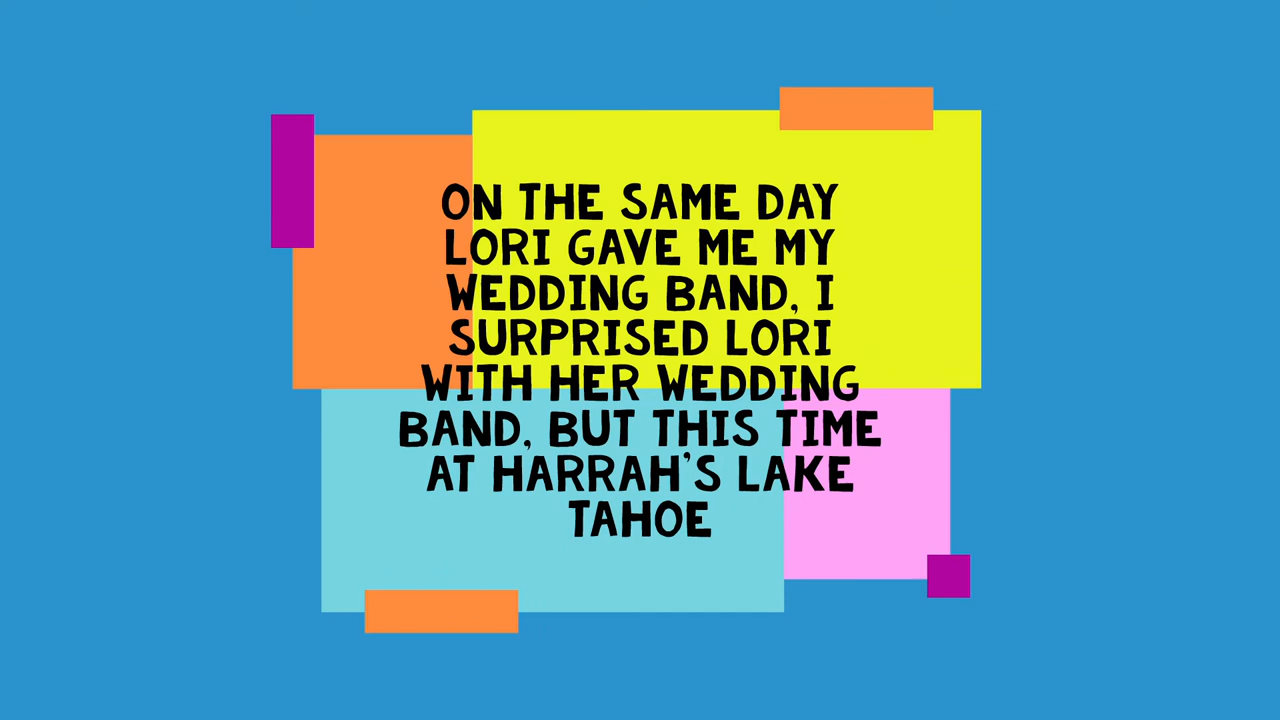 ON THE SAME DAY
LORI GAVE ME MY
WEDDING BAND, I
SURPRISED LORI
WITH HER WEDDING
BAND, BUT THIS TIME
AT HARRAH'S LAKE
TAHOE